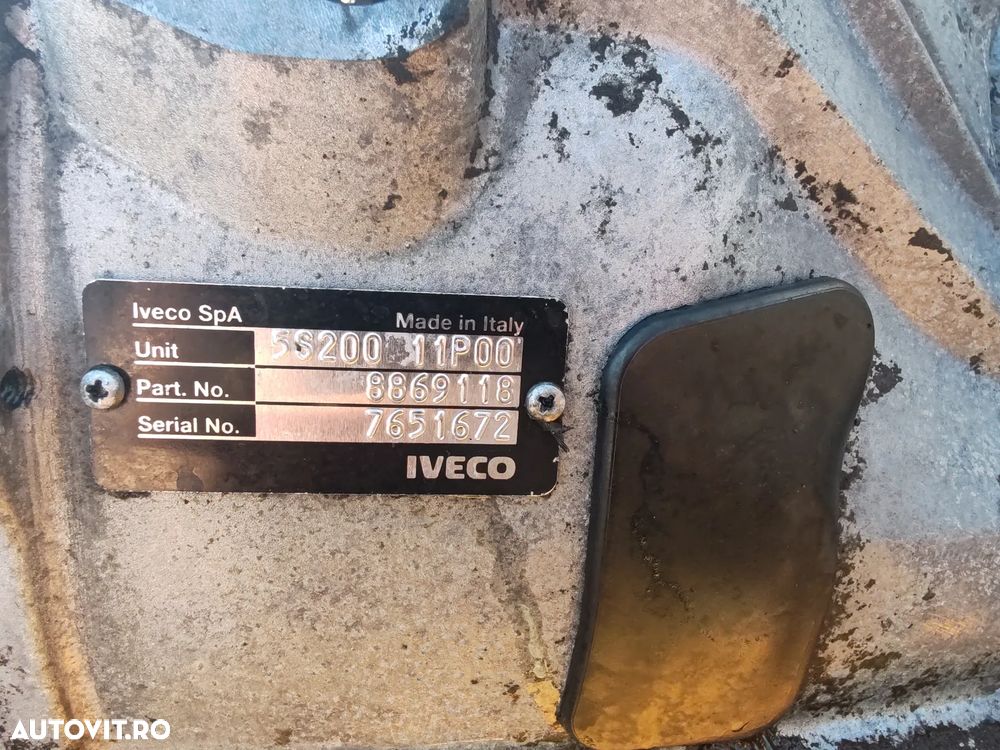 Iveco SpA Made in Italy
Unit 5S200 11P00
Part. No. 8869118
Serial No. 7651672
IVECO
AUTOVIT.RO